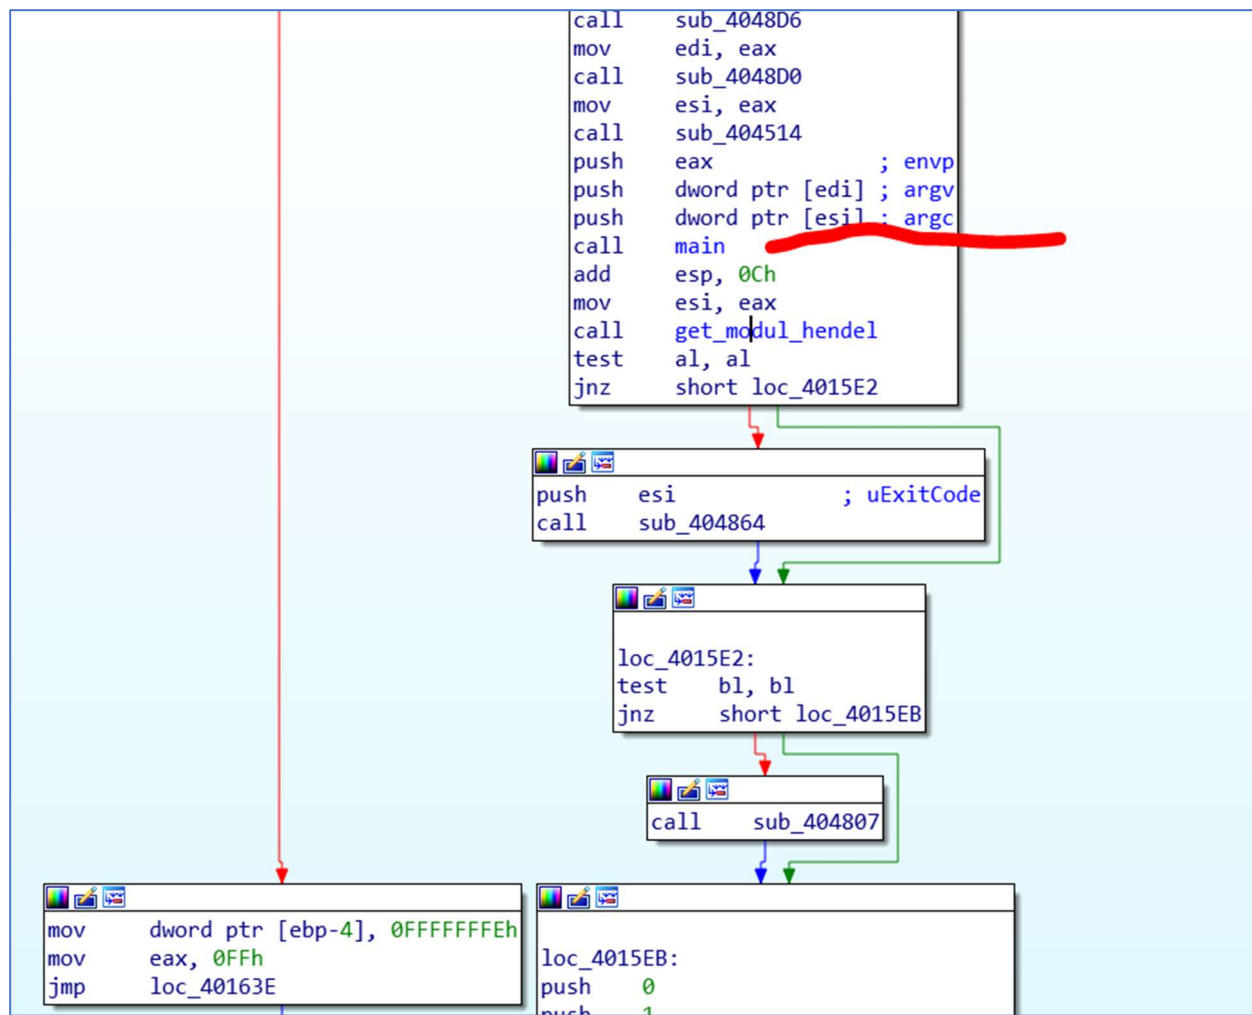 call sub_4048D6
mov edi, eax
call sub_4048D0
mov esi, eax
call sub_404514
push eax ; envp
push dword ptr [edi] ; argv
push dword ptr [esi] ; argc
call main
add esp, 0Ch
mov esi, eax
call get_modul_hendel
test al, al
jnz short loc_4015E2
push esi ; uExitCode
call sub_404864
loc_4015E2:
test bl, bl
jnz short loc_4015EB
call sub_404807
mov dword ptr [ebp-4], 0FFFFFFFEh
mov eax, 0FFh
jmp loc_40163E
loc_4015EB:
push 0
push 1